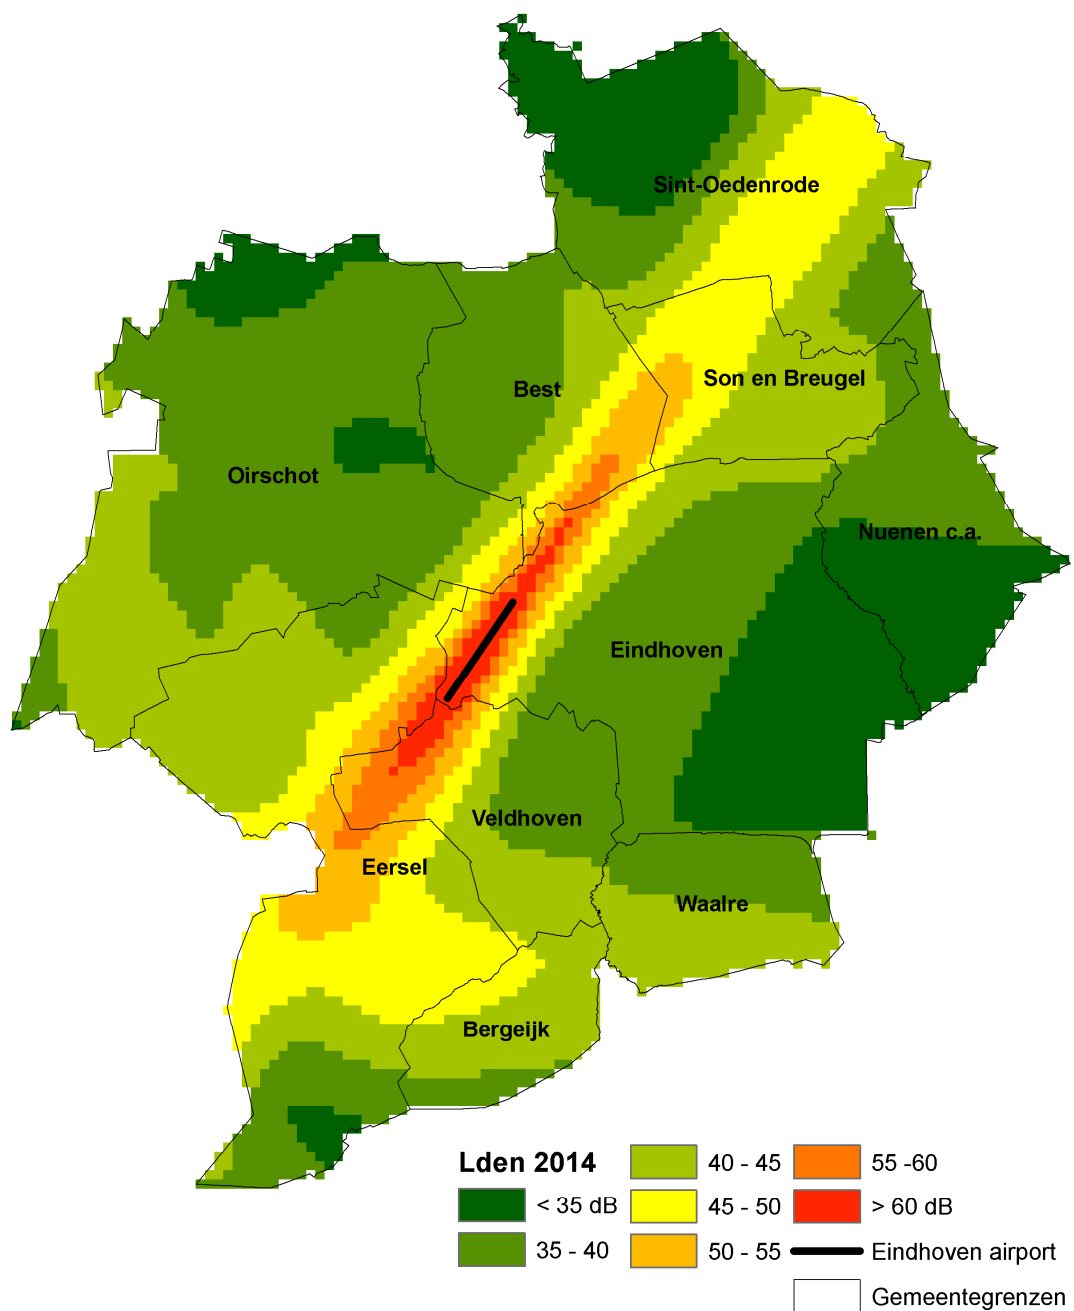 Sint-Oedenrode
Son en Breugel
Best
Oirschot
Nuenen c.a.
Eindhoven
Veldhoven
Eersel
Waalre
Bergeijk
Lden 2014
< 35 dB
35 - 40
40 - 45
45 - 50
50 - 55
55 -60
> 60 dB
Eindhoven airport
Gemeentegrenzen